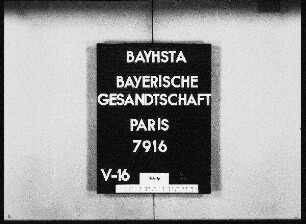 BAYHSTA
BAYERISCHE
GESANDTSCHAFT
PARIS
7916
V-16